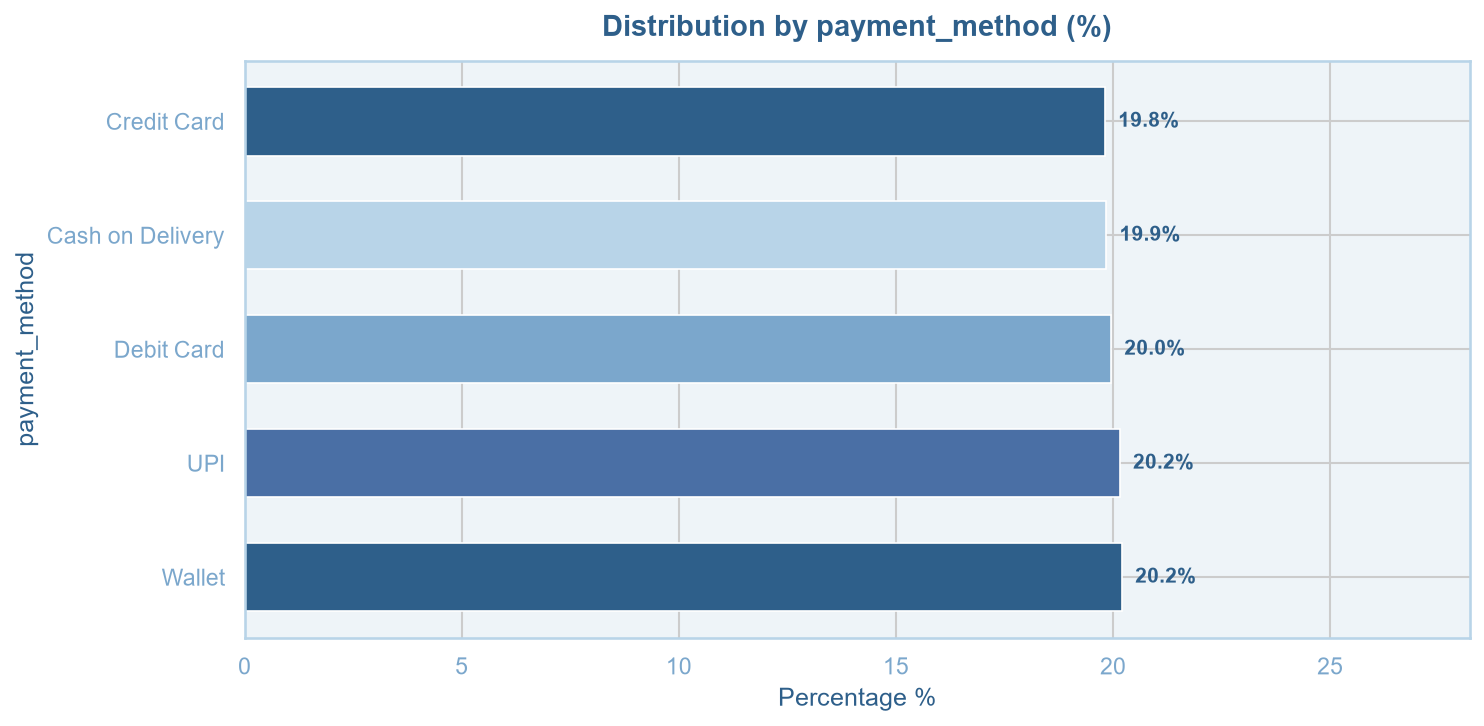 Distribution by payment_method (%)
payment_method
Credit Card
19.8%
Cash on Delivery
19.9%
Debit Card
20.0%
UPI
20.2%
Wallet
20.2%
0 5 10 15 20 25
Percentage %